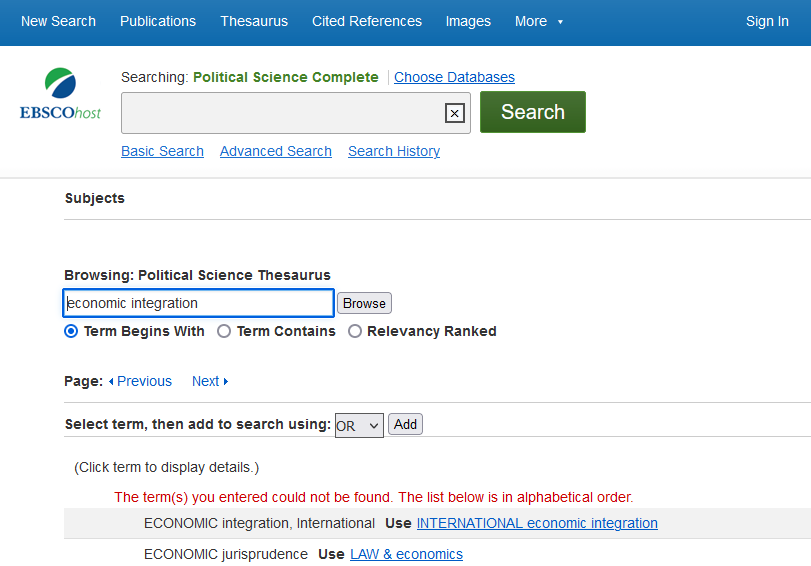 New Search Publications Thesaurus Cited References Images More Sign In
Searching: Political Science Complete Choose Databases
EBSCOhost
Search
Basic Search Advanced Search Search History
Subjects
Browsing: Political Science Thesaurus
economic integration Browse
Term Begins With Term Contains Relevancy Ranked
Page: Previous Next
Select term, then add to search using: OR Add
(Click term to display details.)
The term(s) you entered could not be found. The list below is in alphabetical order.
ECONOMIC integration, International Use INTERNATIONAL economic integration
ECONOMIC jurisprudence Use LAW & economics